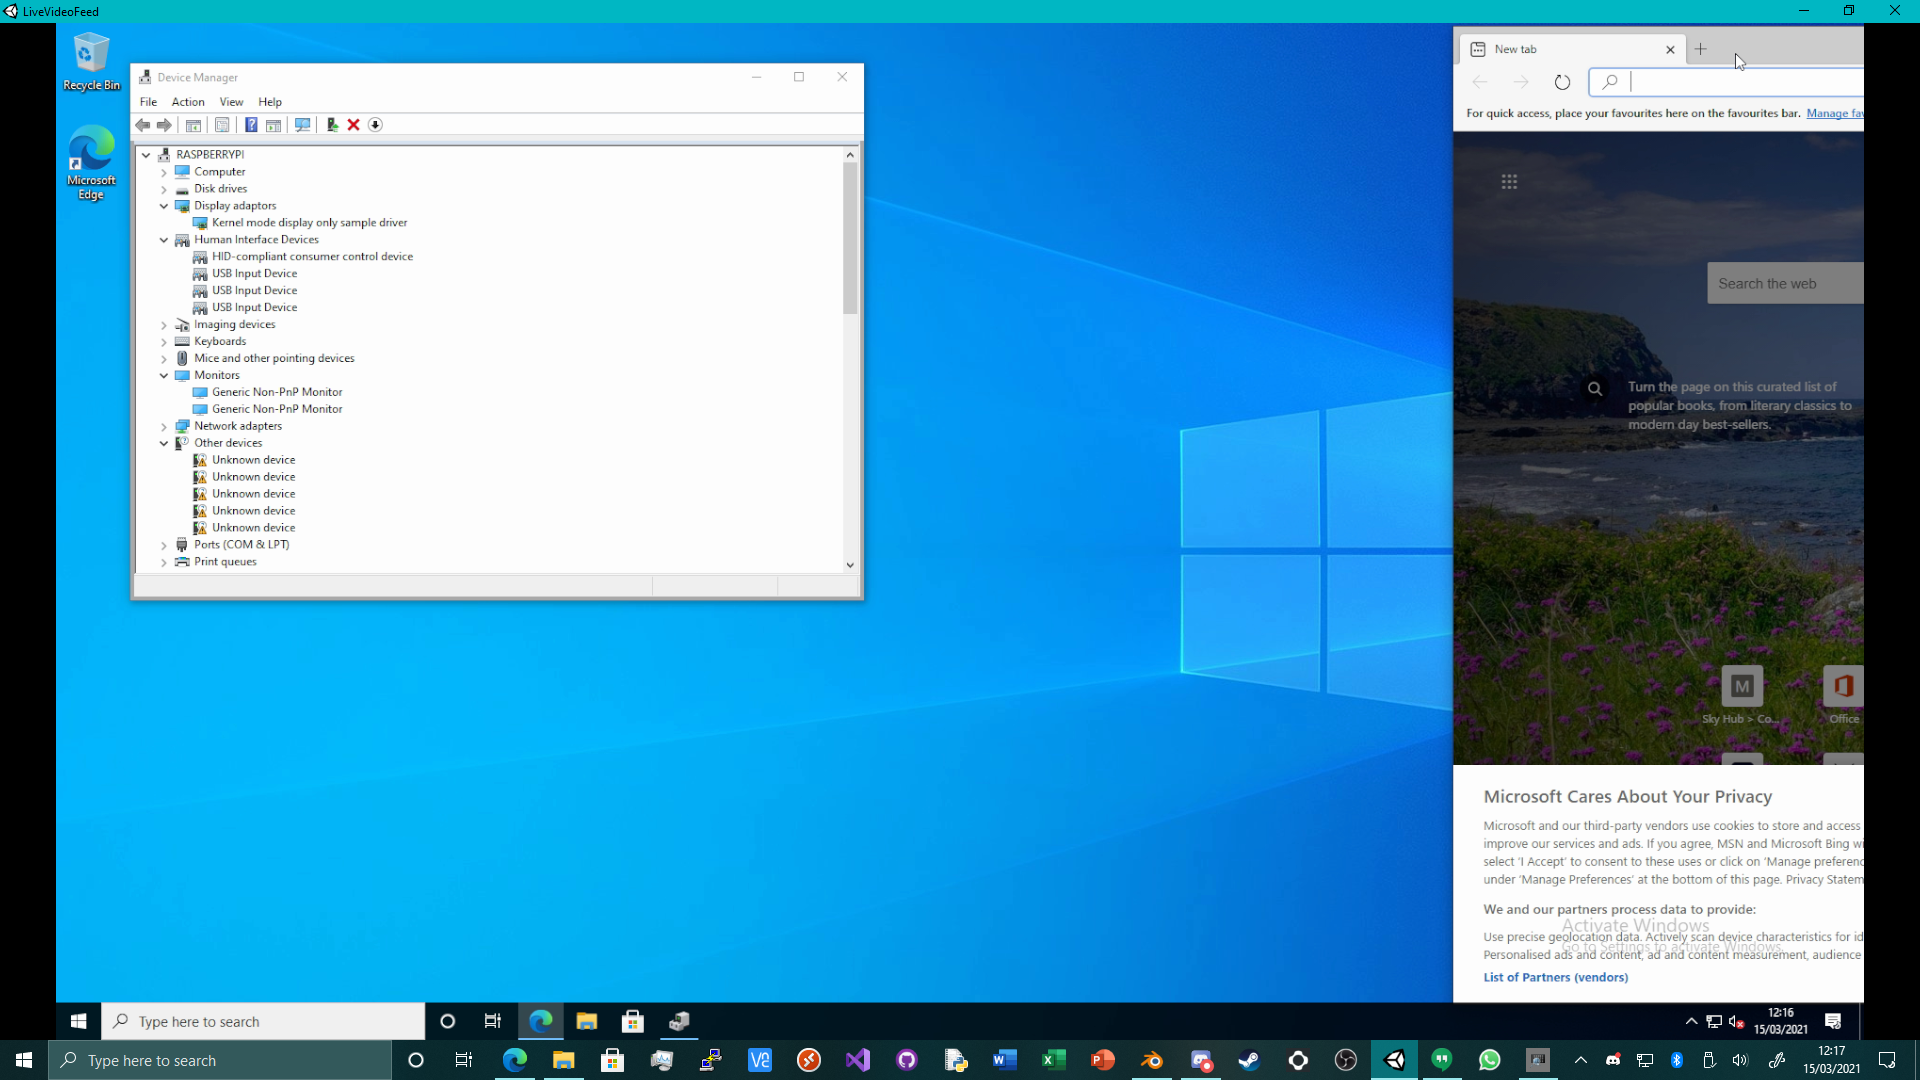 LiveVideoFeed
Recycle Bin
Microsoft
Edge
Device Manager
File Action View Help
RASPBERRYPI
Computer
Disk drives
Display adaptors
Kernel mode display only sample driver
Human Interface Devices
HID-compliant consumer control device
USB Input Device
USB Input Device
USB Input Device
Imaging devices
Keyboards
Mice and other pointing devices
Monitors
Generic Non-PnP Monitor
Generic Non-PnP Monitor
Network adapters
Other devices
Unknown device
Unknown device
Unknown device
Unknown device
Unknown device
Ports (COM & LPT)
Print queues
New tab
For quick access, place your favourites here on the favourites bar. Manage fav
Search the web
Turn the page on this curated list of
popular books, from literary classics to
modern day best-sellers.
M
Sky Hub > Co...
Office
Microsoft Cares About Your Privacy
Microsoft and our third-party vendors use cookies to store and access
improve our services and ads. If you agree, MSN and Microsoft Bing wi
select 'I Accept' to consent to these uses or click on 'Manage preferenc
under 'Manage Preferences' at the bottom of this page. Privacy Statem
We and our partners process data to provide:
Activate Windows
Go to Settings to activate Windows.
Use precise geolocation data. Actively scan device characteristics for id
Personalised ads and content, ad and content measurement, audience
List of Partners (vendors)
Type here to search
12:16
15/03/2021
Type here to search
12:17
15/03/2021